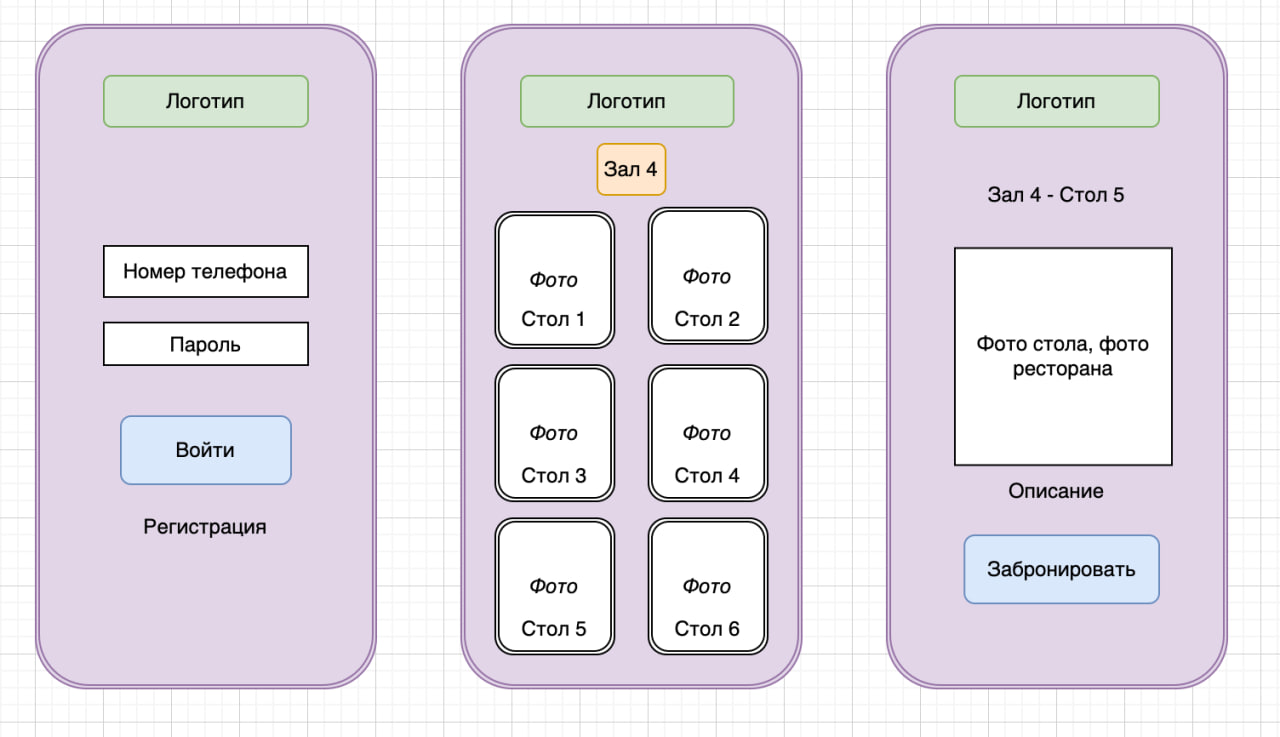 Логотип
Номер телефона
Пароль
Войти
Регистрация
Логотип
Зал 4
Фото
Стол 1
Фото
Стол 2
Фото
Стол 3
Фото
Стол 4
Фото
Стол 5
Фото
Стол 6
Логотип
Зал 4 - Стол 5
Фото стола, фото
ресторана
Описание
Забронировать